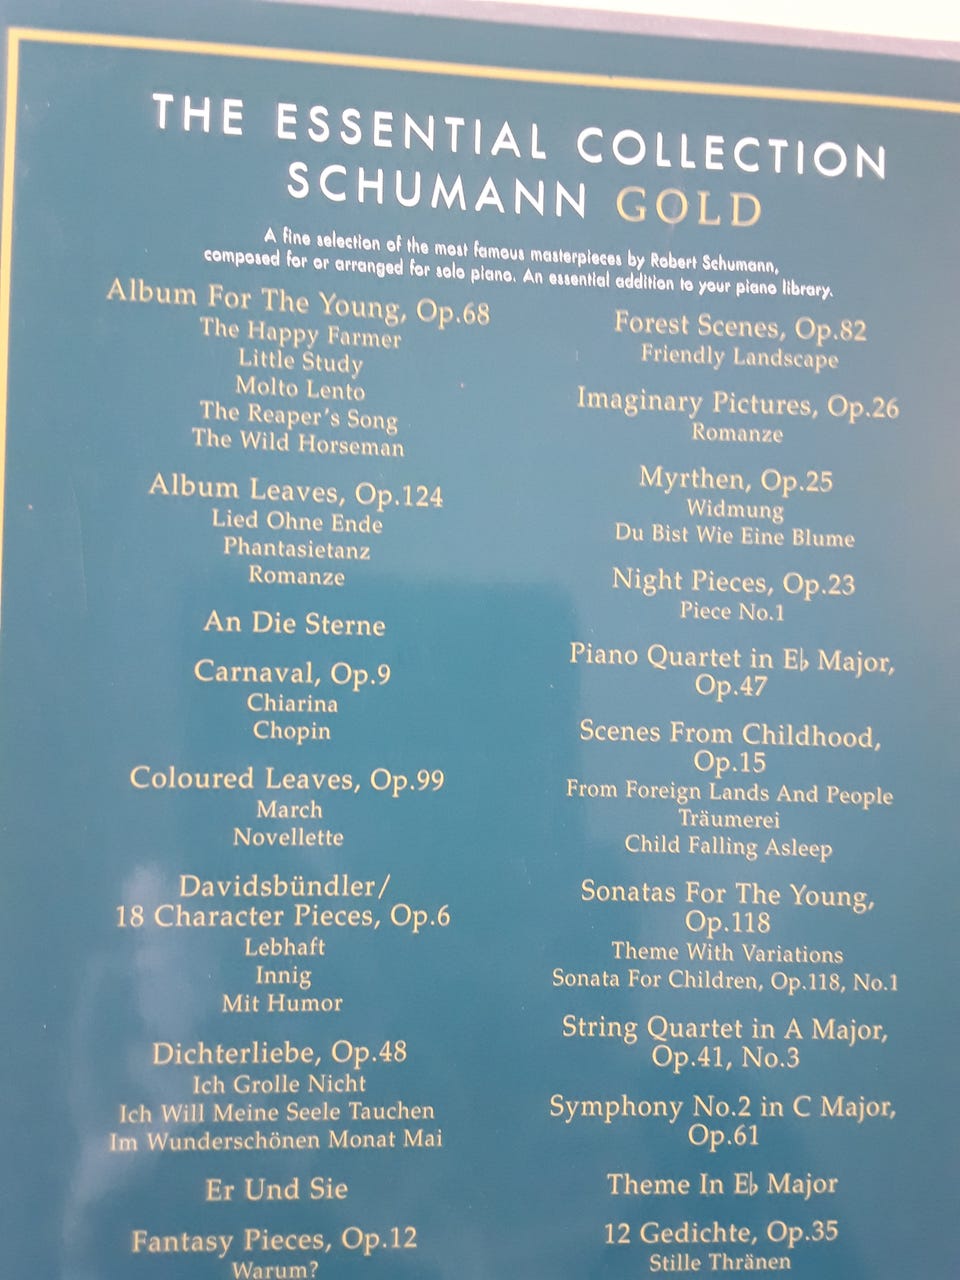 THE ESSENTIAL COLLECTION
SCHUMANN GOLD
A fine selection of the most famous masterpieces by Robert Schumann,
composed for or arranged for solo piano. An essential addition to your piano library.
Album For The Young, Op.68
The Happy Farmer
Little Study
Molto Lento
The Reaper's Song
The Wild Horseman
Album Leaves, Op.124
Lied Ohne Ende
Phantasietanz
Romanze
An Die Sterne
Carnaval, Op.9
Chiarina
Chopin
Coloured Leaves, Op.99
March
Novellette
Davidsbündler/
18 Character Pieces, Op.6
Lebhaft
Innig
Mit Humor
Dichterliebe, Op.48
Ich Grolle Nicht
Ich Will Meine Seele Tauchen
Im Wunderschönen Monat Mai
Er Und Sie
Fantasy Pieces, Op.12
Warum?
Forest Scenes, Op.82
Friendly Landscape
Imaginary Pictures, Op.26
Romanze
Myrthen, Op.25
Widmung
Du Bist Wie Eine Blume
Night Pieces, Op.23
Piece No.1
Piano Quartet in E♭ Major,
Op.47
Scenes From Childhood,
Op.15
From Foreign Lands And People
Träumerei
Child Falling Asleep
Sonatas For The Young,
Op.118
Theme With Variations
Sonata For Children, Op.118, No.1
String Quartet in A Major,
Op.41, No.3
Symphony No.2 in C Major,
Op.61
Theme In E♭ Major
12 Gedichte, Op.35
Stille Thränen